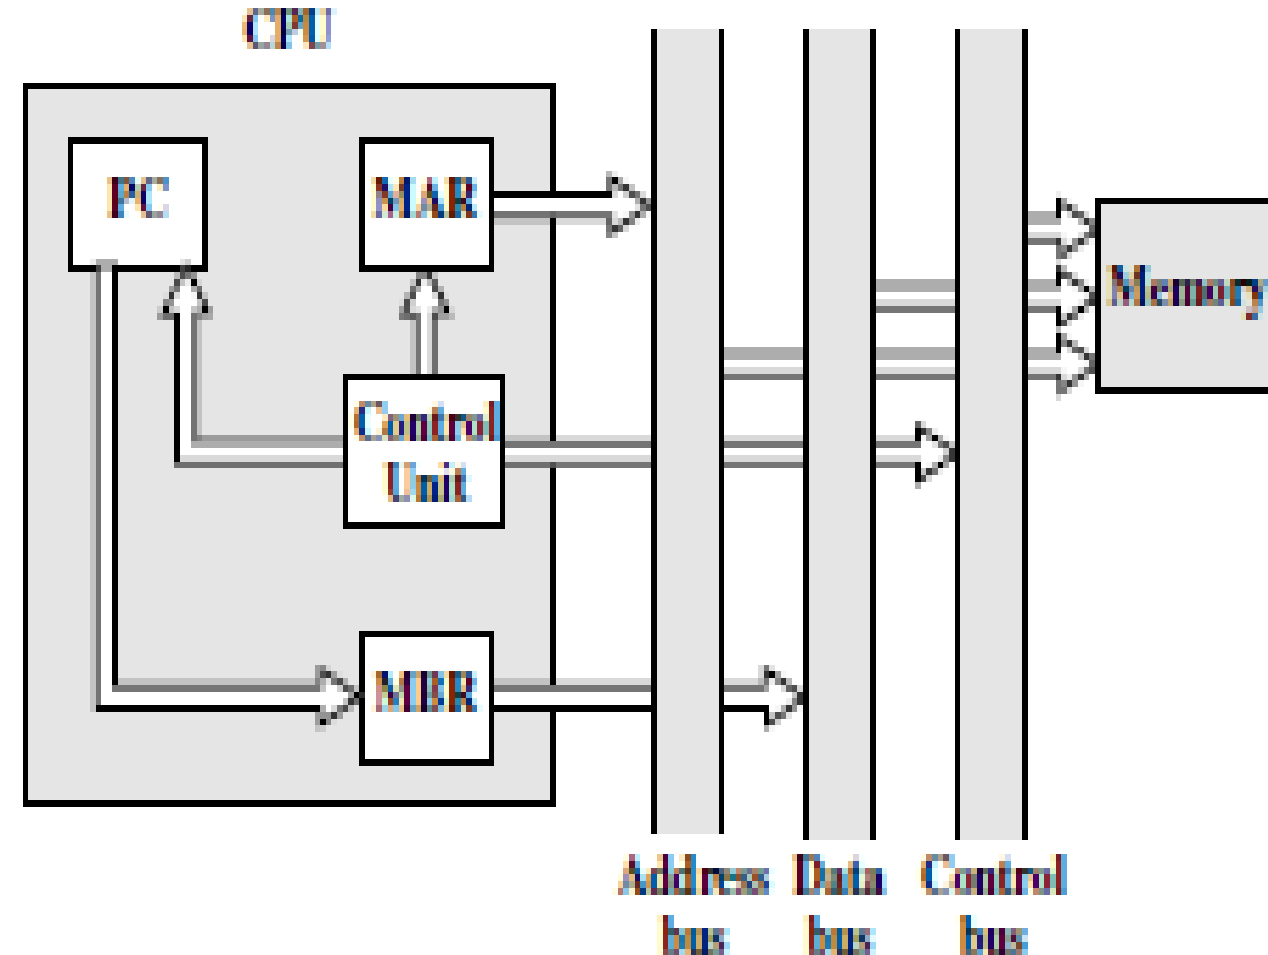 CPU
PC
MAR
Memory
Control
Unit
MBR
Address
bus
Data
bus
Control
bus